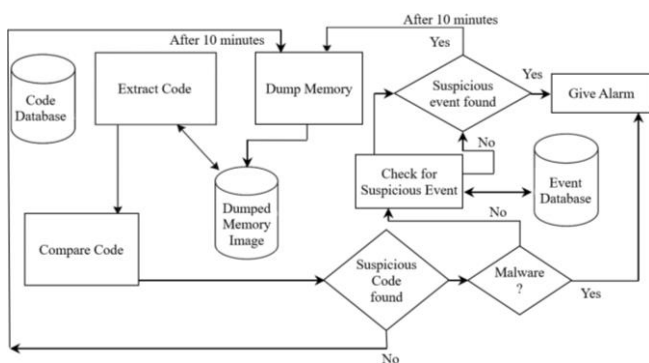 After 10 minutes
After 10 minutes
Yes
Code
Database
Extract Code
Dump Memory
Suspicious
event found
Yes
Give Alarm
No
Check for
Suspicious Event
Event
Database
Dumped
Memory
Image
No
Compare Code
Suspicious
Code
found
Malware
?
Yes
No